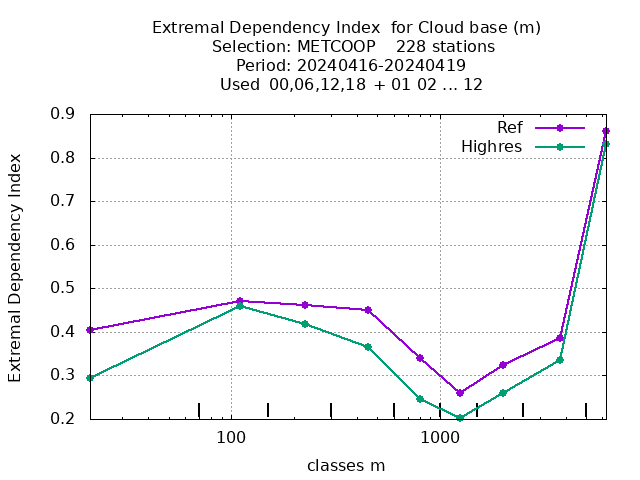 Extremal Dependency Index  for Cloud base (m)
Selection: METCOOP    228 stations
Period: 20240416-20240419
Used  00,06,12,18  + 01 02 ... 12
Ref
Highres
Extremal Dependency Index
0.9
0.8
0.7
0.6
0.5
0.4
0.3
0.2
100
1000
classes m